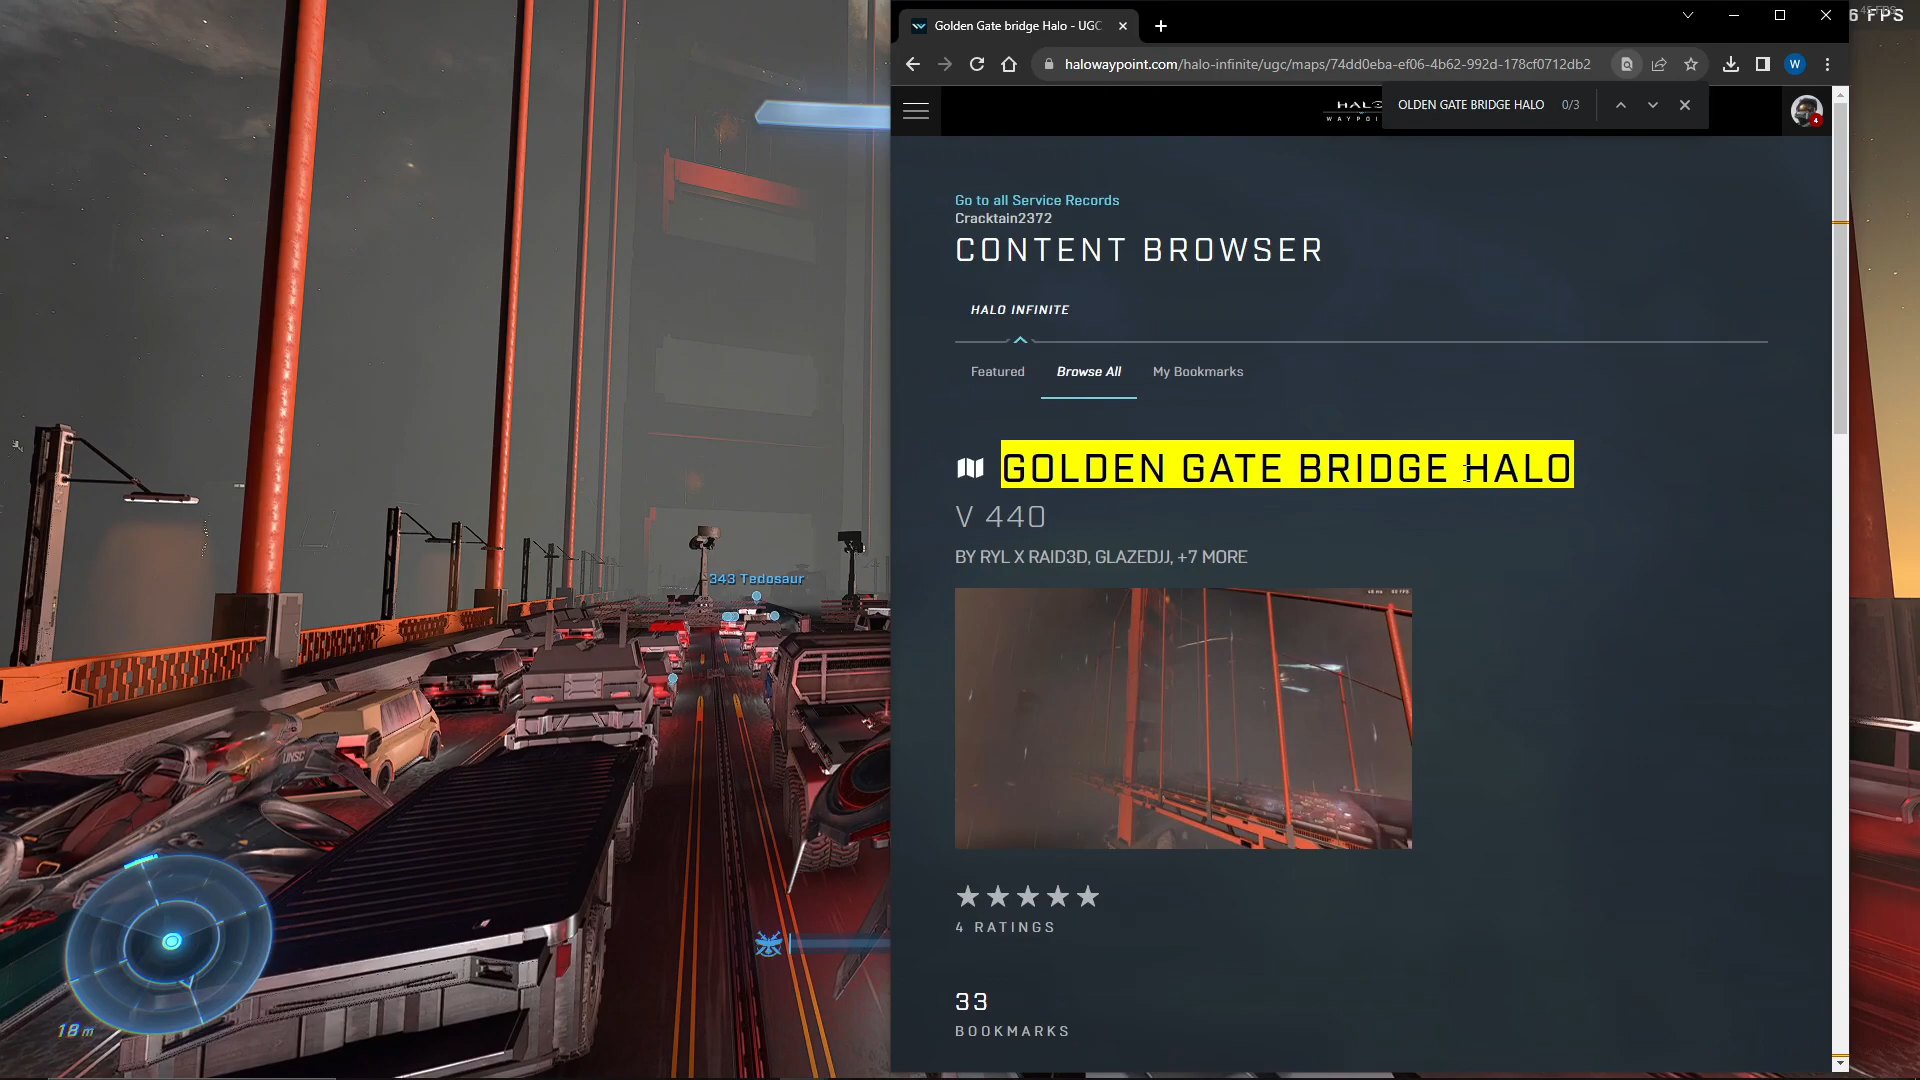 Golden Gate bridge Halo - UGC
6 FPS
halowaypoint.com/halo-infinite/ugc/maps/74dd0eba-ef06-4b62-992d-178cf0712db2
W
HALO
WAYPOI
OLDEN GATE BRIDGE HALO 0/3
4
Go to all Service Records
Cracktain2372
CONTENT BROWSER
HALO INFINITE
Featured Browse All My Bookmarks
GOLDEN GATE BRIDGE HALO
V 440
BY RYL X RAID3D, GLAZEDJJ, +7 MORE
4 RATINGS
33
BOOKMARKS
343 Tedosaur
UNSC
18 m